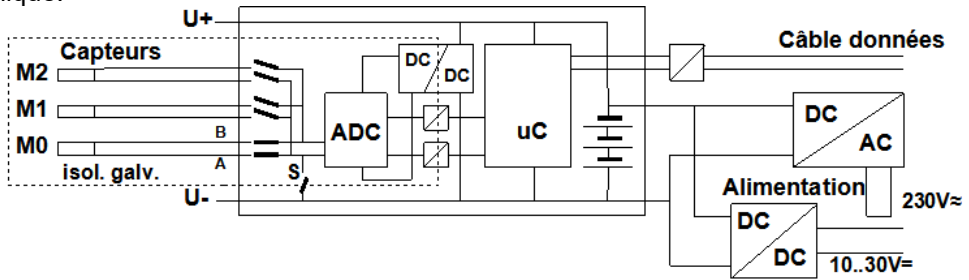 lique.
U+
Capteurs
Câble données
M2
DC
DC
DC
M1
ADC
uC
AC
M0
B
A
isol. galv.
S
Alimentation
U-
230V≈
DC
DC
10..30V=